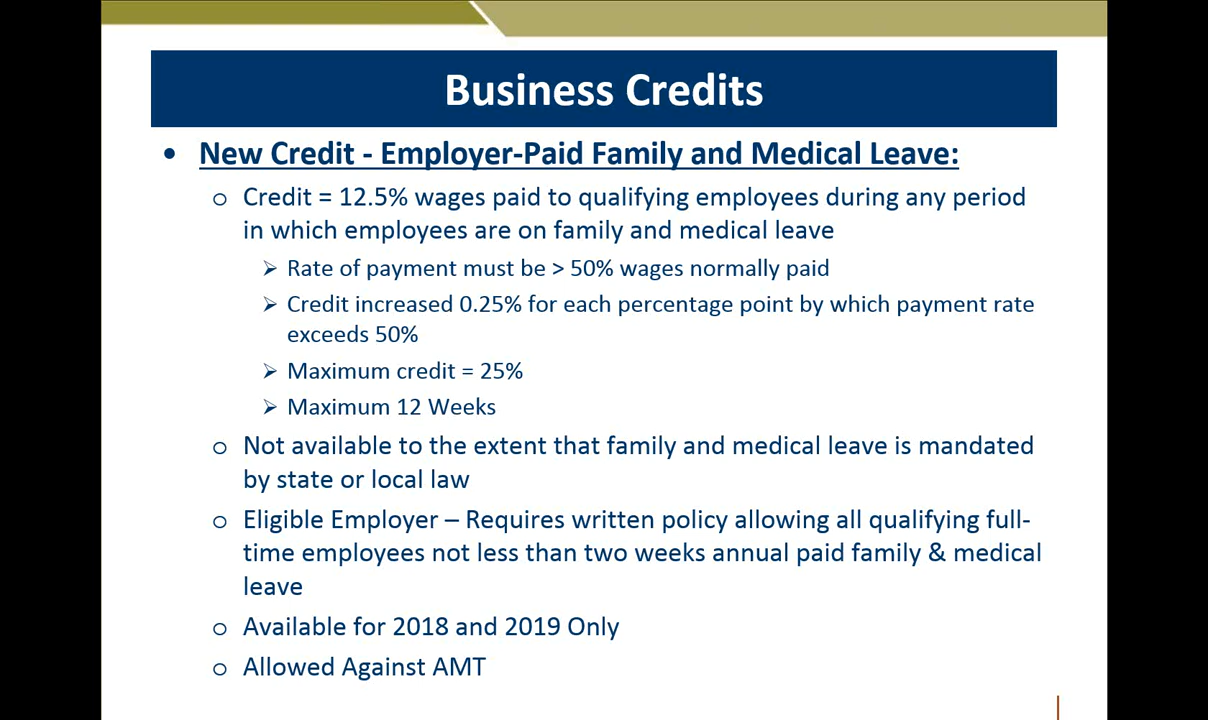 Business Credits
• New Credit - Employer-Paid Family and Medical Leave:
o Credit = 12.5% wages paid to qualifying employees during any period
in which employees are on family and medical leave
➢ Rate of payment must be > 50% wages normally paid
➢ Credit increased 0.25% for each percentage point by which payment rate
exceeds 50%
➢ Maximum credit = 25%
➢ Maximum 12 Weeks
o Not available to the extent that family and medical leave is mandated
by state or local law
o Eligible Employer – Requires written policy allowing all qualifying full-
time employees not less than two weeks annual paid family & medical
leave
o Available for 2018 and 2019 Only
o Allowed Against AMT